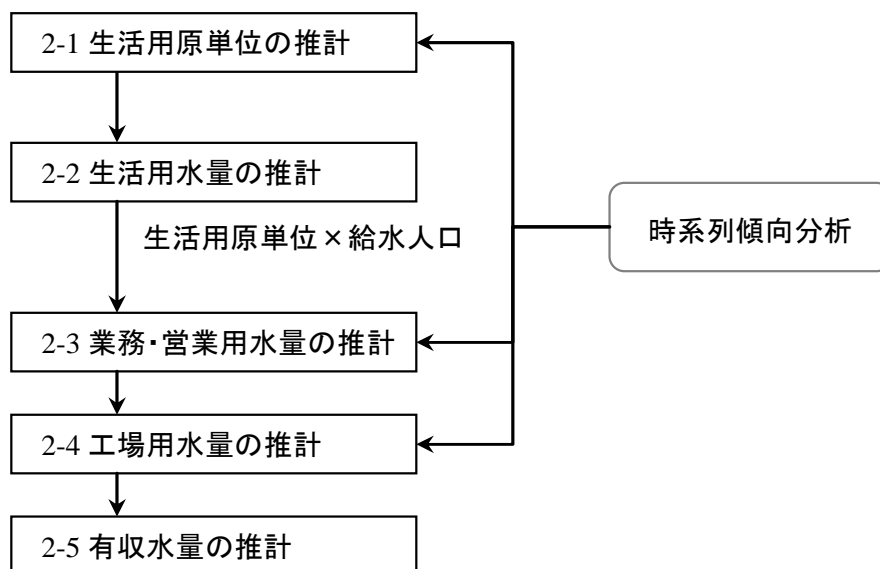 2-1 生活用原単位の推計
2-2 生活用水量の推計
生活用原単位×給水人口
時系列傾向分析
2-3 業務・営業用水量の推計
2-4 工場用水量の推計
2-5 有収水量の推計